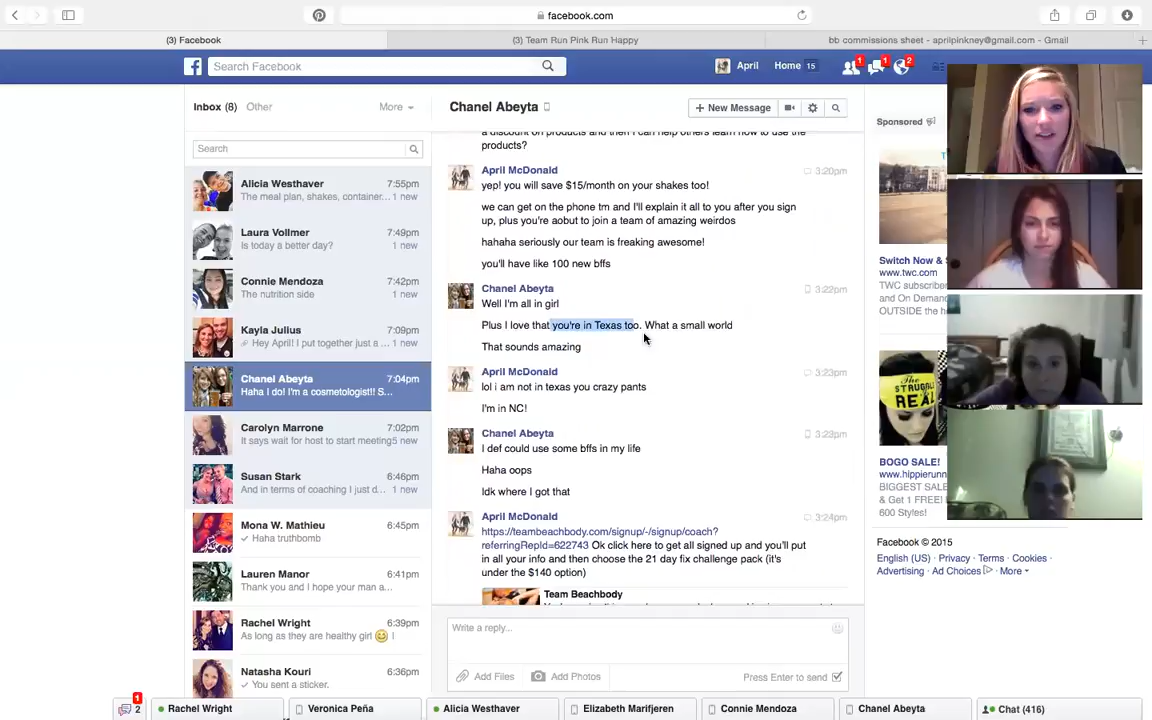 facebook.com
(3) Facebook
(3) Team Run Pink Run Happy
bb commissions sheet - aprilpinkney@gmail.com - Gmail
Search Facebook
April
Home 15
1
1
2
Inbox (8)
Other
More
Search
Alicia Westhaver 7:55pm
The meal plan, shakes, container... 1 new
Laura Vollmer 7:49pm
Is today a better day? 1 new
Connie Mendoza 7:42pm
The nutrition side 1 new
Kayla Julius 7:09pm
Hey April! I put together just a ...
Chanel Abeyta 7:04pm
Haha I do! I'm a cosmetologist!! S...
Carolyn Marrone 7:02pm
It says wait for host to start meeting 5 new
Susan Stark 6:46pm
And in terms of coaching I just d... 1 new
Mona W. Mathieu 6:45pm
Haha truthbomb
Lauren Manor 6:41pm
Thank you and I hope your man a...
Rachel Wright 6:39pm
As long as they are healthy girl 😊 I
Natasha Kouri 6:36pm
You sent a sticker.
Chanel Abeyta
+ New Message
a discount on products and then I can help others learn how to use the
products?
April McDonald 3:20pm
yep! you will save $15/month on your shakes too!
we can get on the phone tm and I'll explain it all to you after you sign
up, plus you're aobut to join a team of amazing weirdos
hahaha seriously our team is freaking awesome!
you'll have like 100 new bffs
Chanel Abeyta 3:22pm
Well I'm all in girl
Plus I love that you're in Texas too. What a small world
That sounds amazing
April McDonald 3:23pm
lol i am not in texas you crazy pants
I'm in NC!
Chanel Abeyta 3:23pm
I def could use some bffs in my life
Haha oops
Idk where I got that
April McDonald 3:24pm
https://teambeachbody.com/signup/-/signup/coach?
referringRepId=622743 Ok click here to get all signed up and you'll put
in all your info and then choose the 21 day fix challenge pack (it's
under the $140 option)
Team Beachbody
Write a reply...
Add Files
Add Photos
Press Enter to send
Sponsored
Switch Now &
www.twc.com
TWC subscriber
and On Demand
OUTSIDE the h
THE
STRUGGLE
REAL
BOGO SALE!
www.hippierunn
BIGGEST SALE
& Get 1 FREE!
600 Styles!
Facebook © 2015
English (US) · Privacy · Terms · Cookies ·
Advertising · Ad Choices · More
1
2
Rachel Wright
Veronica Peña
Alicia Westhaver
Elizabeth Marifjeren
Connie Mendoza
Chanel Abeyta
Chat (416)